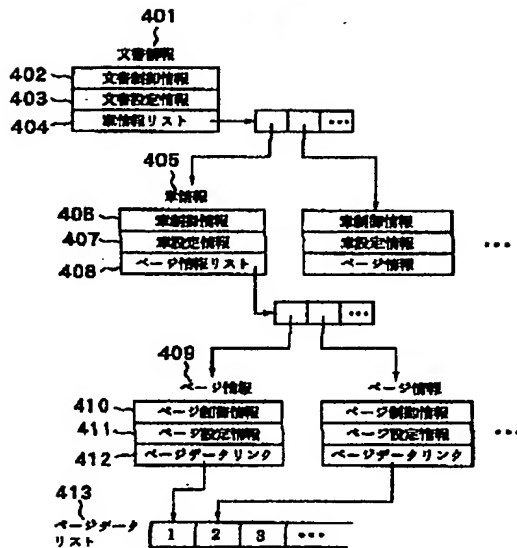 401
文書情報
402
文書制御情報
403
文書設定情報
404
章情報リスト
•••
405
章情報
406
章制御情報
章制御情報
407
章設定情報
章設定情報
•••
408
ページ情報リスト
ページ情報
•••
409
ページ情報
ページ情報
410
ページ制御情報
ページ制御情報
411
ページ設定情報
ページ設定情報
•••
412
ページデータリンク
ページデータリンク
413
ページデータ
リスト
1 2 3 •••